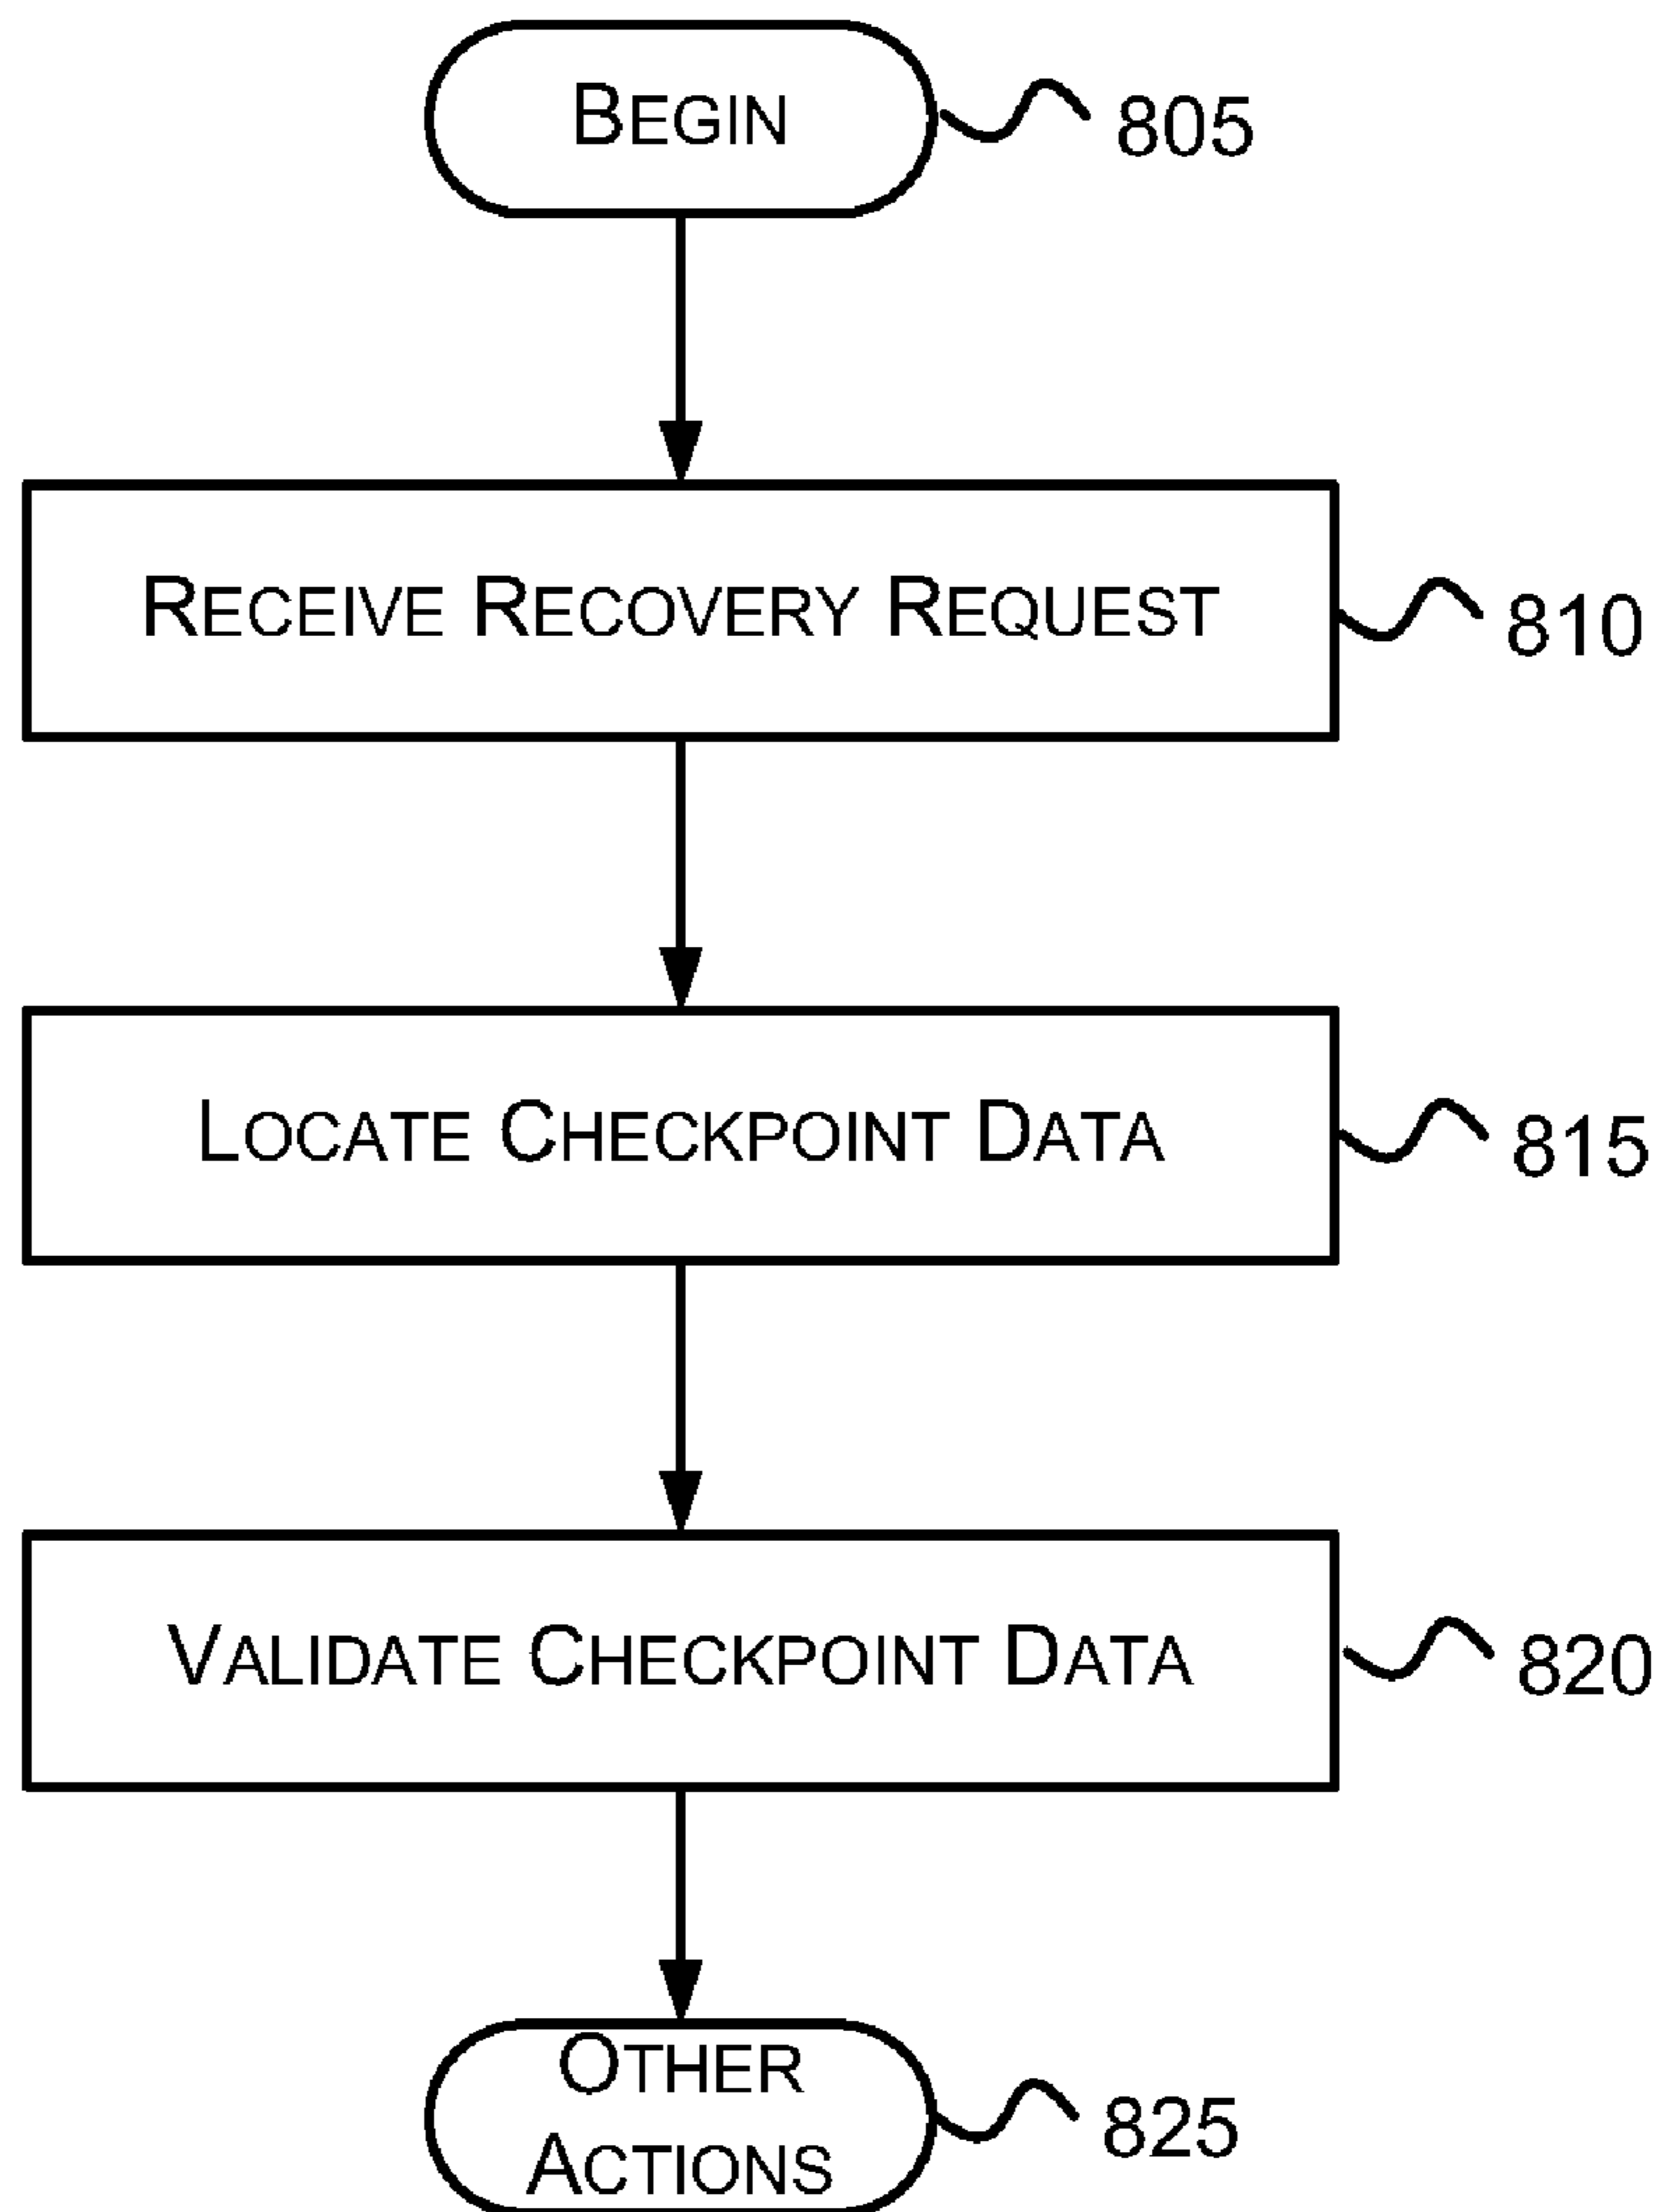 BEGIN
805
RECEIVE RECOVERY REQUEST
810
LOCATE CHECKPOINT DATA
815
VALIDATE CHECKPOINT DATA
820
OTHER
ACTIONS
825